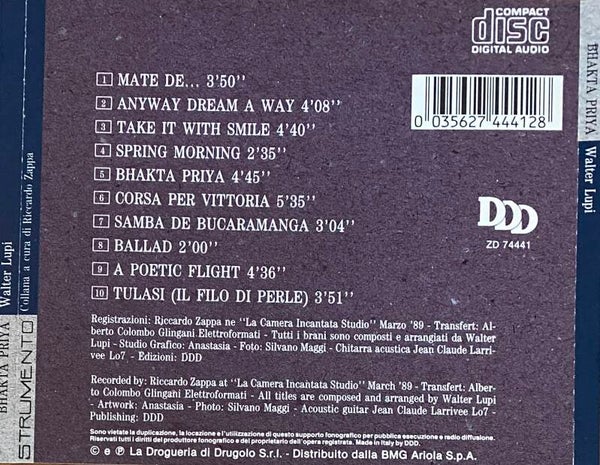 COMPACT
disc
DIGITAL AUDIO
1 MATE DE... 3'50''
2 ANYWAY DREAM A WAY 4'08''
3 TAKE IT WITH SMILE 4'40''
4 SPRING MORNING 2'35''
5 BHAKTA PRIYA 4'45''
6 CORSA PER VITTORIA 5'35''
7 SAMBA DE BUCARAMANGA 3'04''
8 BALLAD 2'00''
9 A POETIC FLIGHT 4'36''
10 TULASI (IL FILO DI PERLE) 3'51''
0 035627 444128
DDD
ZD 74441
Registrazioni: Riccardo Zappa ne "La Camera Incantata Studio" Marzo '89 - Transfert: Al-
berto Colombo Glingani Elettroformati - Tutti i brani sono composti e arrangiati da Walter
Lupi - Studio Grafico: Anastasia - Foto: Silvano Maggi - Chitarra acustica Jean Claude Larri-
vee Lo7 - Edizioni: DDD
Recorded by: Riccardo Zappa at "La Camera Incantata Studio" March '89 - Transfert: Alber-
to Colombo Glingani Elettroformati - All titles are composed and arranged by Walter Lupi
- Artwork: Anastasia - Photo: Silvano Maggi - Acoustic guitar Jean Claude Larrivee Lo7 -
Publishing: DDD
Sono vietate la duplicazione, la locazione e l'utilizzazione di questo supporto fonografico per pubblica esecuzione e radio diffusione.
Riservati tutti i diritti del produttore fonografico e del proprietario dell'opera registrata. Made in Italy by DDD.
© e ℗ La Drogueria di Drugolo S.r.l. - Distribuito dalla BMG Ariola S.p.A.
BHAKTA PRIYA Walter Lupi
STRUMENTO Collana a cura di Riccardo Zappa
BHAKTA PRIYA Walter Lupi